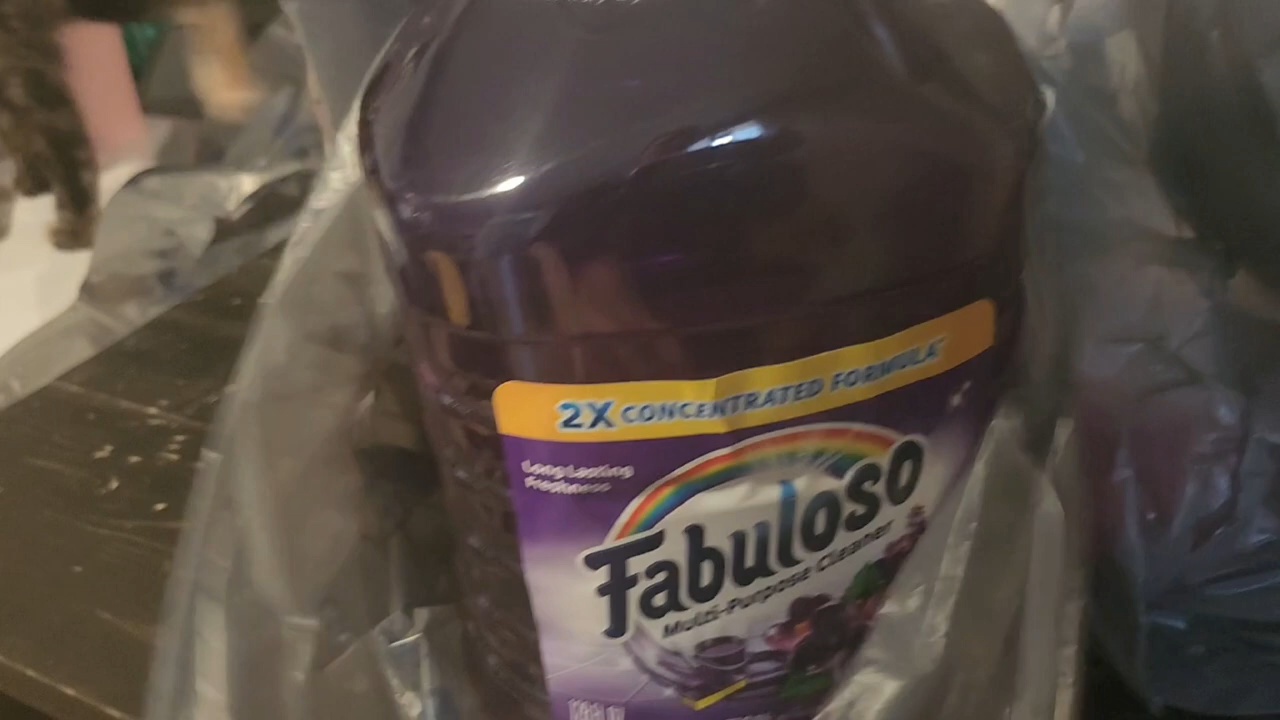 2X CONCENTRATED FORMULA
Long Lasting
Freshness
Fabuloso
Multi-Purpose Cleaner